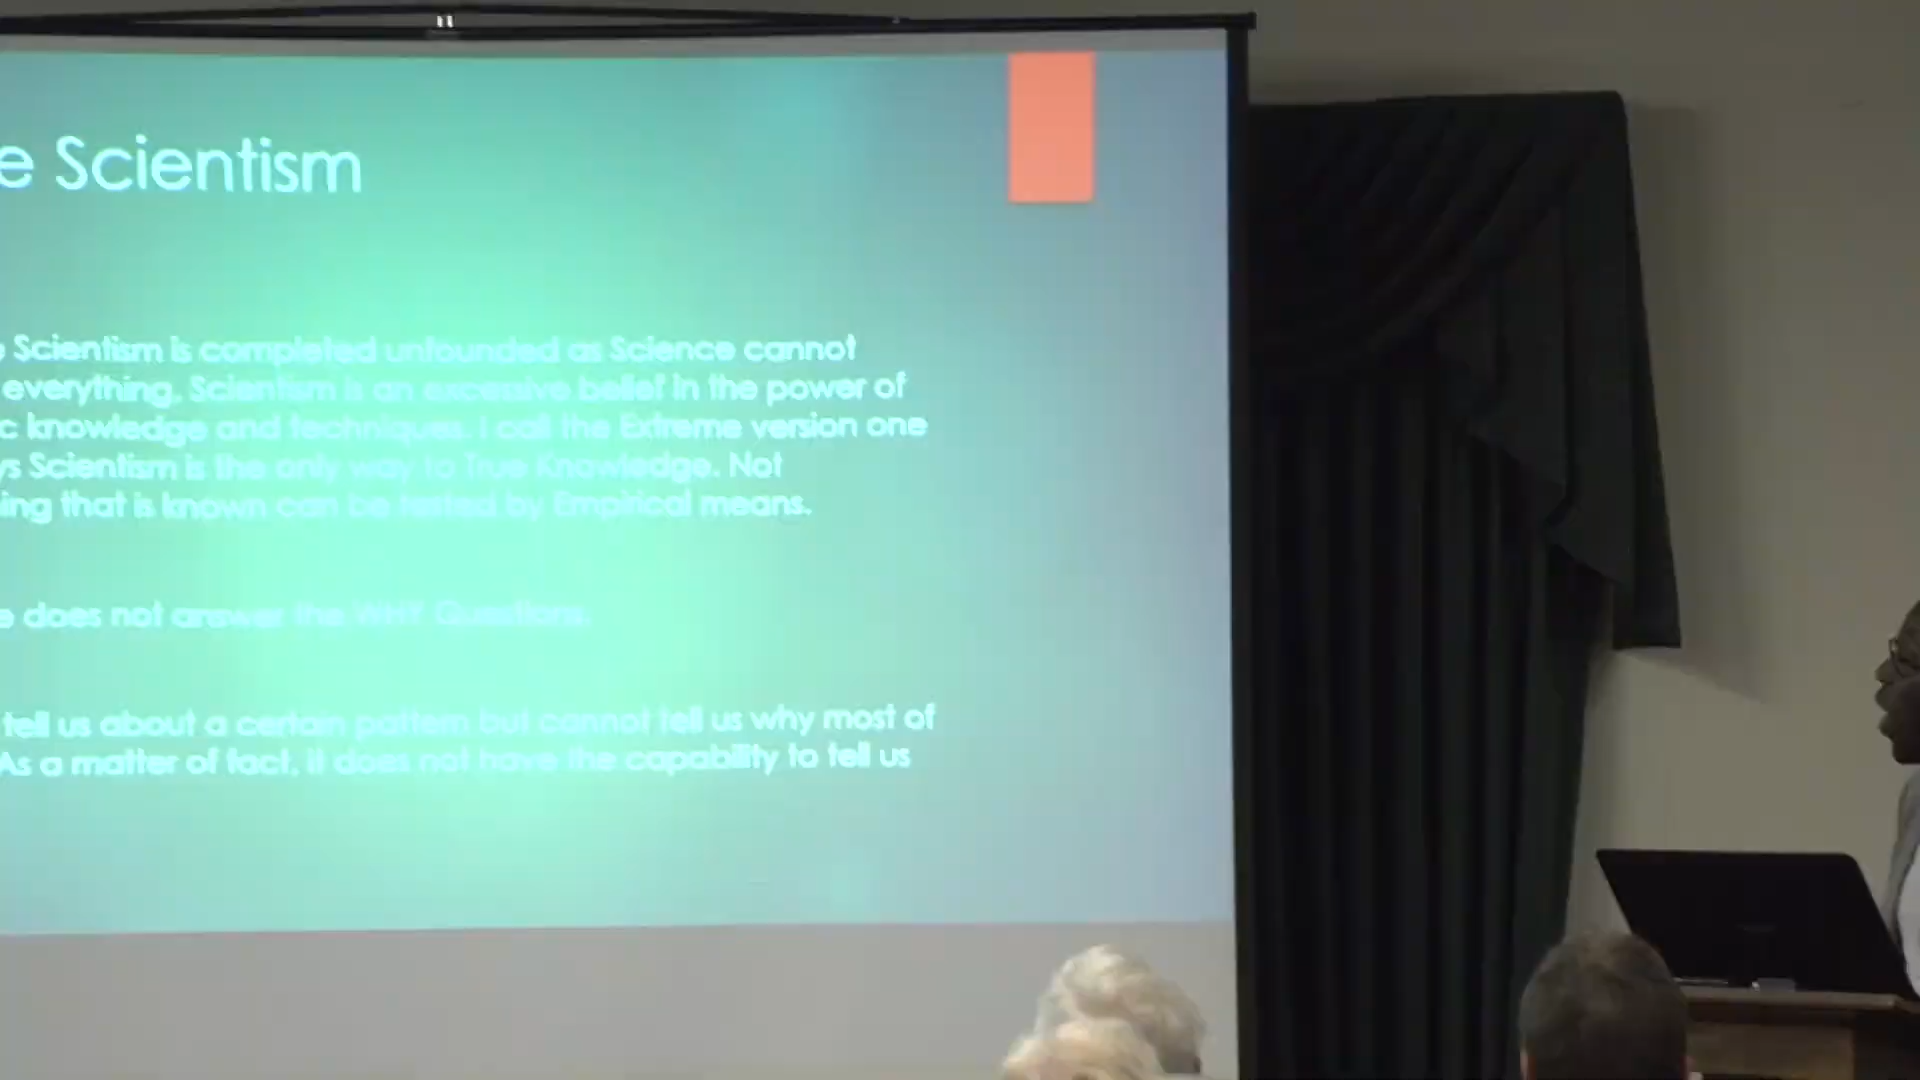 e Scientism
Scientism is completed unfounded as Science cannot
everything. Scientism is an excessive belief in the power of
c knowledge and techniques. I call the Extreme version one
ys Scientism is the only way to True Knowledge. Not
ing that is known can be tested by Empirical means.
e does not answer the WHY Questions.
tell us about a certain pattern but cannot tell us why most of
As a matter of fact, it does not have the capability to tell us